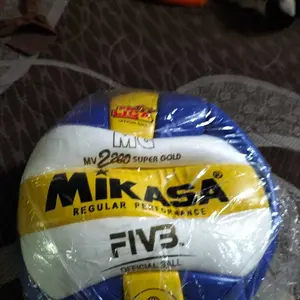 MG
MV 2200 SUPER GOLD
MIKASA®
REGULAR PERFORMANCE
FIVB
OFFICIAL BALL